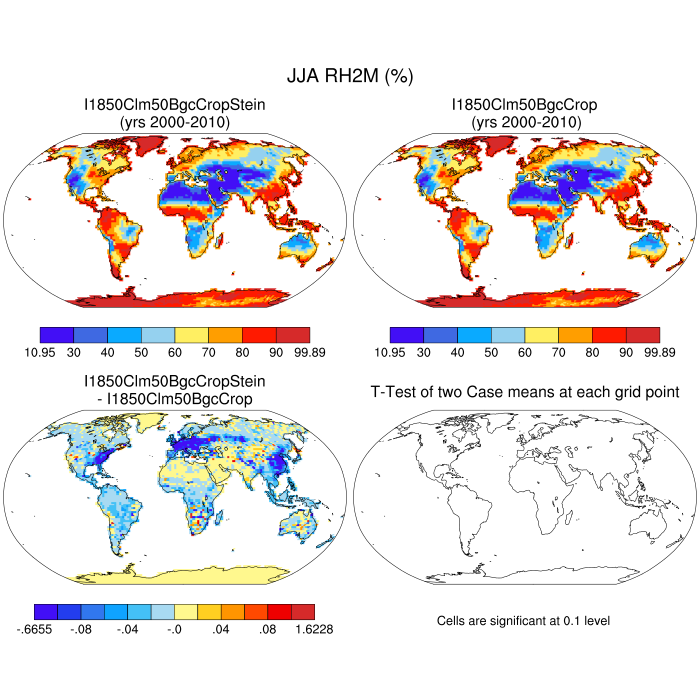 JJA RH2M (%)
I1850Clm50BgcCropStein
(yrs 2000-2010)
I1850Clm50BgcCrop
(yrs 2000-2010)
10.95 30 40 50 60 70 80 90 99.89
10.95 30 40 50 60 70 80 90 99.89
I1850Clm50BgcCropStein
- I1850Clm50BgcCrop
T-Test of two Case means at each grid point
-.6655 -.08 -.04 -.0 .04 .08 1.6228
Cells are significant at 0.1 level